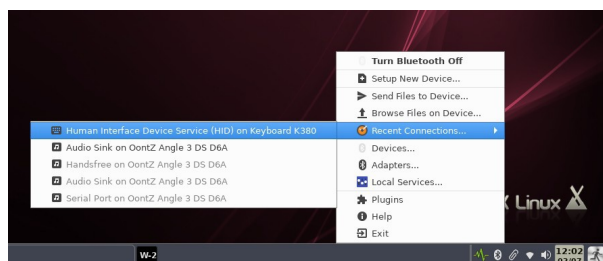 Turn Bluetooth Off
Setup New Device...
Send Files to Device...
Browse Files on Device...
Recent Connections...
Devices...
Adapters...
Local Services...
Plugins
Help
Exit
Human Interface Device Service (HID) on Keyboard K380
Audio Sink on OontZ Angle 3 DS D6A
Handsfree on OontZ Angle 3 DS D6A
Audio Sink on OontZ Angle 3 DS D6A
Serial Port on OontZ Angle 3 DS D6A
Linux
W-2
12:02
02/07